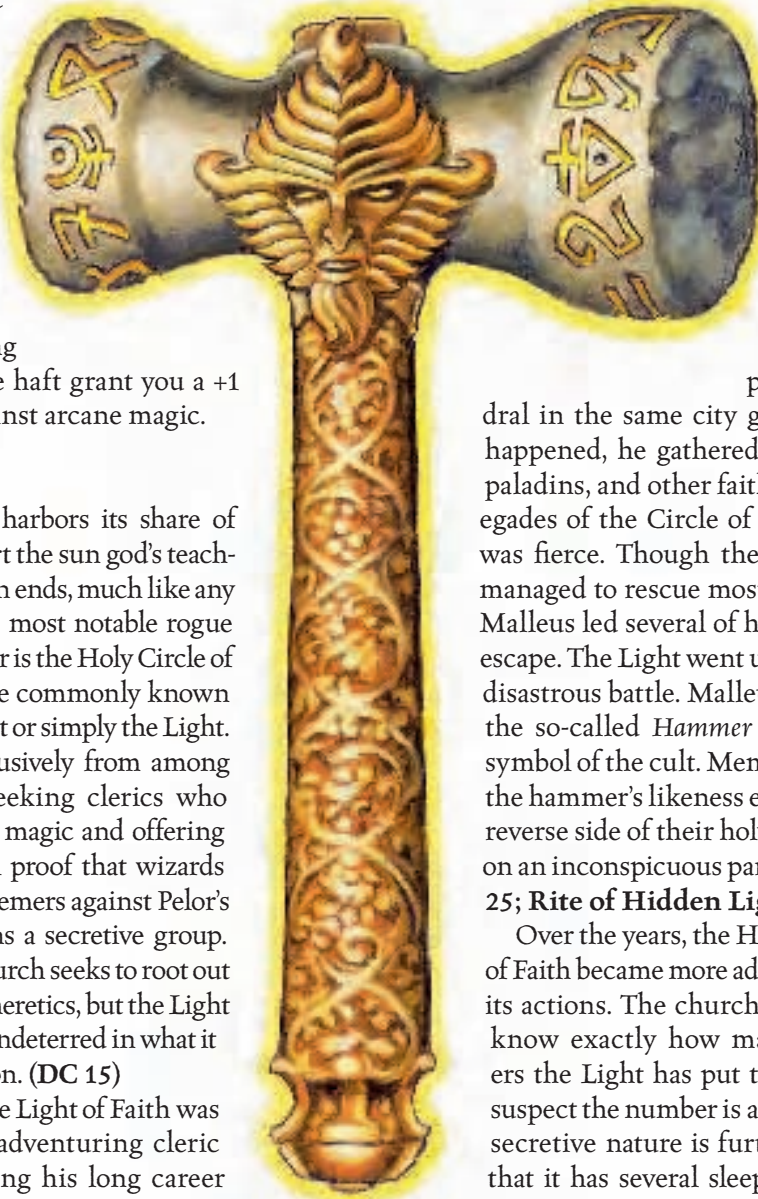 e haft grant you a +1
nst arcane magic.
harbors its share of
rt the sun god's teach-
n ends, much like any
most notable rogue
r is the Holy Circle of
e commonly known
t or simply the Light.
usively from among
eeking clerics who
magic and offering
proof that wizards
emers against Pelor's
ns a secretive group.
urch seeks to root out
heretics, but the Light
ndeterred in what it
on. (DC 15)
e Light of Faith was
adventuring cleric
ng his long career
dral in the same city g
happened, he gathered
paladins, and other faith
egades of the Circle of
was fierce. Though the
managed to rescue most
Malleus led several of h
escape. The Light went u
disastrous battle. Malleu
the so-called Hammer
symbol of the cult. Mem
the hammer's likeness e
reverse side of their hol
on an inconspicuous par
25; Rite of Hidden Lig
Over the years, the H
of Faith became more ad
its actions. The church
know exactly how ma
ers the Light has put t
suspect the number is a
secretive nature is furt
that it has several sleep